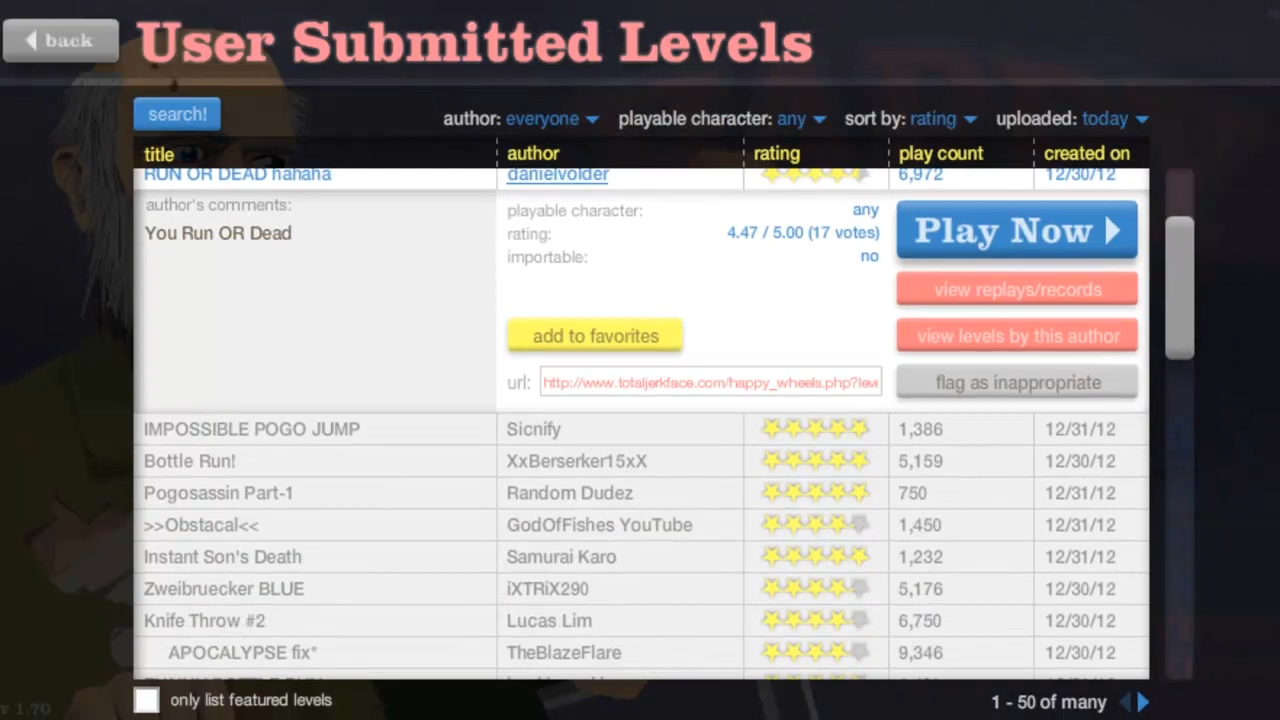 back
User Submitted Levels
search!
author: everyone
playable character: any
sort by: rating
uploaded: today
title author rating play count created on
RUN OR DEAD hahaha danielvolder 6,972 12/30/12
author's comments:
You Run OR Dead
playable character: any
rating: 4.47 / 5.00 (17 votes)
importable: no
Play Now
view replays/records
add to favorites
view levels by this author
url: http://www.totaljerkface.com/happy_wheels.php?leve
flag as inappropriate
IMPOSSIBLE POGO JUMP Sicnify 1,386 12/31/12
Bottle Run! XxBerserker15xX 5,159 12/30/12
Pogosassin Part-1 Random Dudez 750 12/31/12
>>Obstacal<< GodOfFishes YouTube 1,450 12/31/12
Instant Son's Death Samurai Karo 1,232 12/31/12
Zweibruecker BLUE iXTRiX290 5,176 12/30/12
Knife Throw #2 Lucas Lim 6,750 12/30/12
APOCALYPSE fix* TheBlazeFlare 9,346 12/30/12
only list featured levels
1 - 50 of many
v 1.70